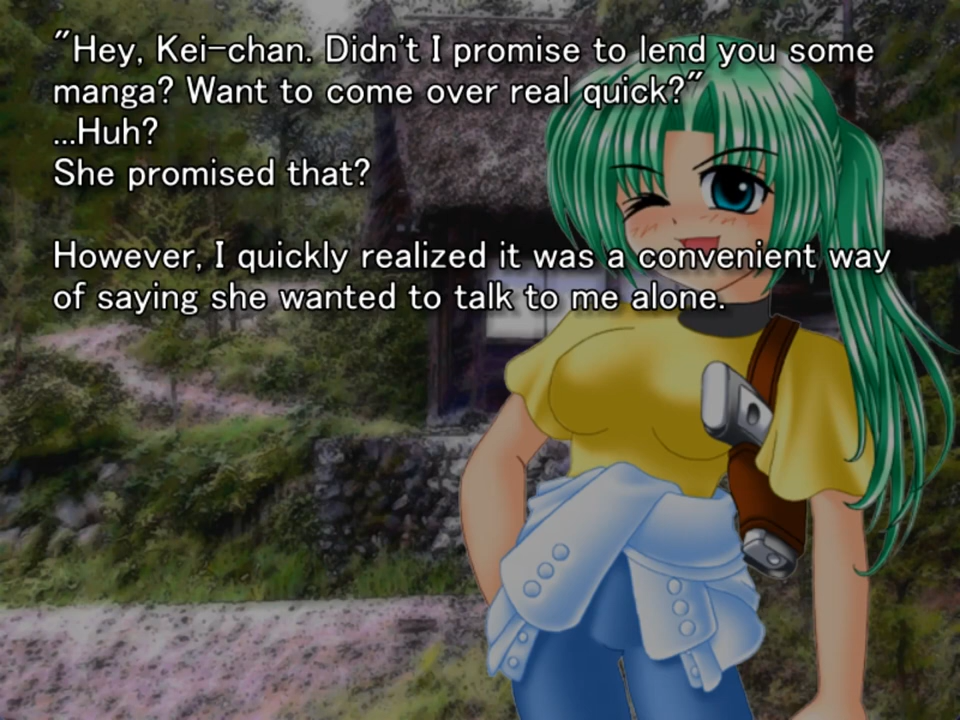 "Hey, Kei-chan. Didn't I promise to lend you some
manga? Want to come over real quick?"
...Huh?
She promised that?
However, I quickly realized it was a convenient way
of saying she wanted to talk to me alone.